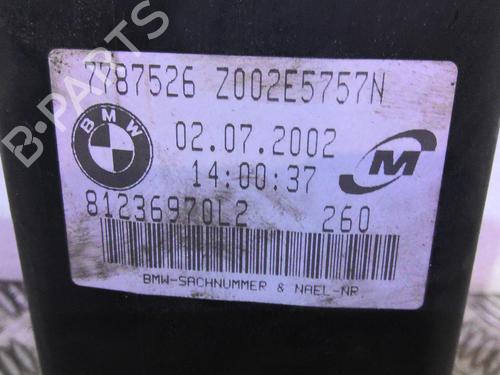 B-PARTS
7787526 Z002E5757N
BMW
02.07.2002
M
14:00:37
81236970L2 260
BMW-SACHNUMMER & NAEL-NR